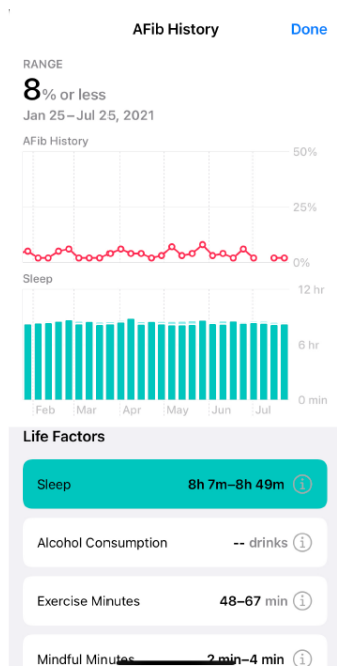 AFib History
Done
RANGE
8% or less
Jan 25–Jul 25, 2021
AFib History
50%
25%
0%
Sleep
12 hr
6 hr
0 min
Feb Mar Apr May Jun Jul
Life Factors
Sleep 8h 7m–8h 49m
Alcohol Consumption -- drinks
Exercise Minutes 48–67 min
Mindful Minutes 2 min–4 min